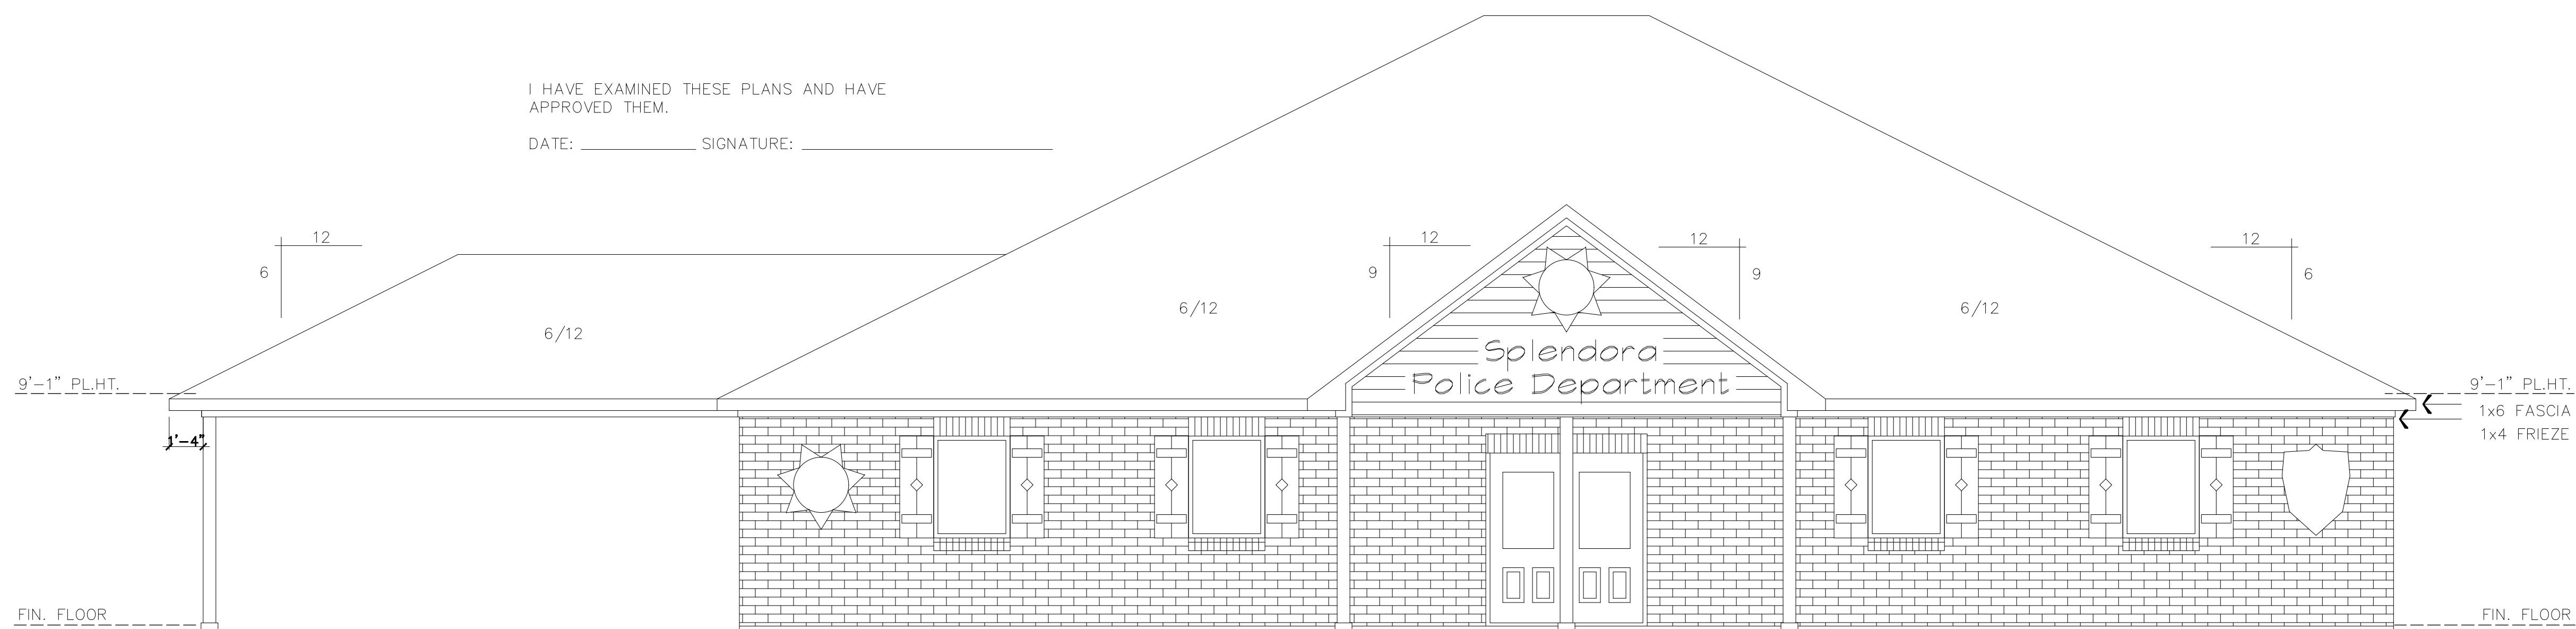 I HAVE EXAMINED THESE PLANS AND HAVE
APPROVED THEM.
DATE: SIGNATURE:
12
6
12
9
12
9
12
6
6/12
6/12
6/12
Splendora
Police Department
9'-1" PL.HT.
9'-1" PL.HT.
1x6 FASCIA
1x4 FRIEZE
1'-4"
FIN. FLOOR
FIN. FLOOR